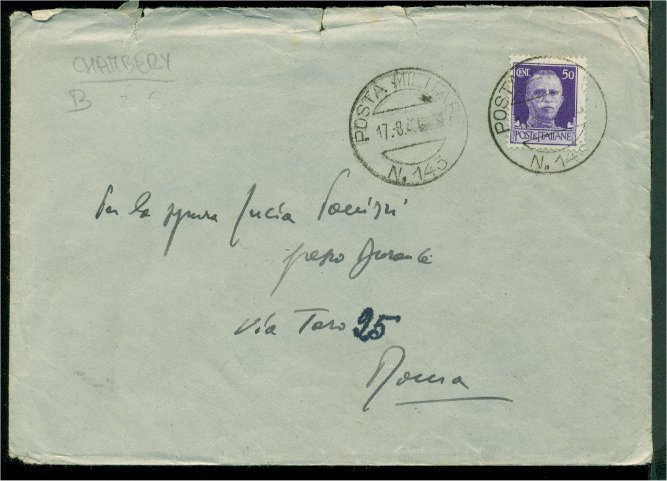 CHAMBERY
B
POSTA MILITARE
17.-8.4
N. 145
POSTA
N. 145
CENT. 50
POSTE ITALIANE
Per la Lucia
presso Durante
Via Taro 25
Roma